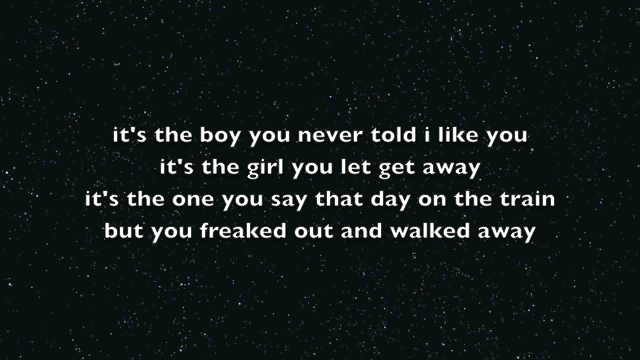 it's the boy you never told i like you
it's the girl you let get away
it's the one you say that day on the train
but you freaked out and walked away